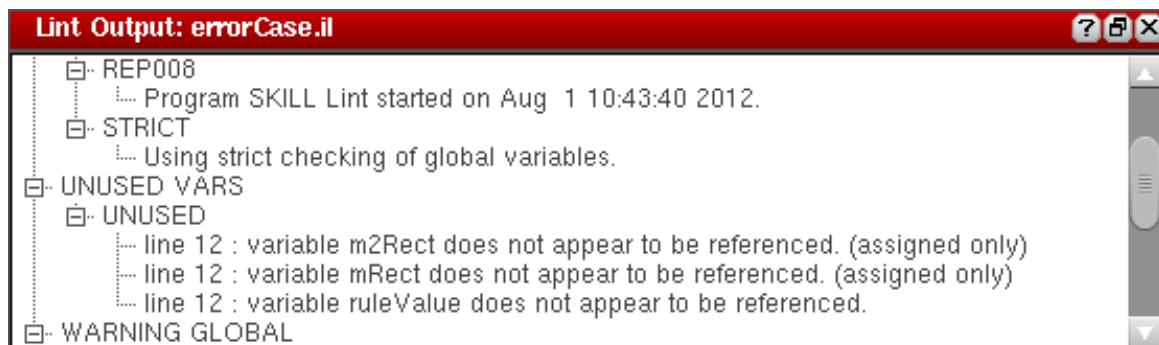 Lint Output: errorCase.il
REP008
Program SKILL Lint started on Aug  1 10:43:40 2012.
STRICT
Using strict checking of global variables.
UNUSED VARS
UNUSED
line 12 : variable m2Rect does not appear to be referenced. (assigned only)
line 12 : variable mRect does not appear to be referenced. (assigned only)
line 12 : variable ruleValue does not appear to be referenced.
WARNING GLOBAL